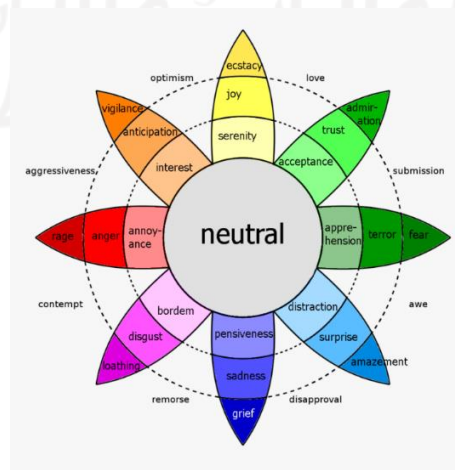 ecstacy
optimism
love
joy
vigilance
admir-
ation
anticipation
serenity
trust
interest
acceptance
aggressiveness
submission
rage
anger
annoy-
ance
neutral
appre-
hension
terror
fear
contempt
awe
bordem
distraction
disgust
pensiveness
surprise
loathing
sadness
amazement
remorse
grief
disapproval